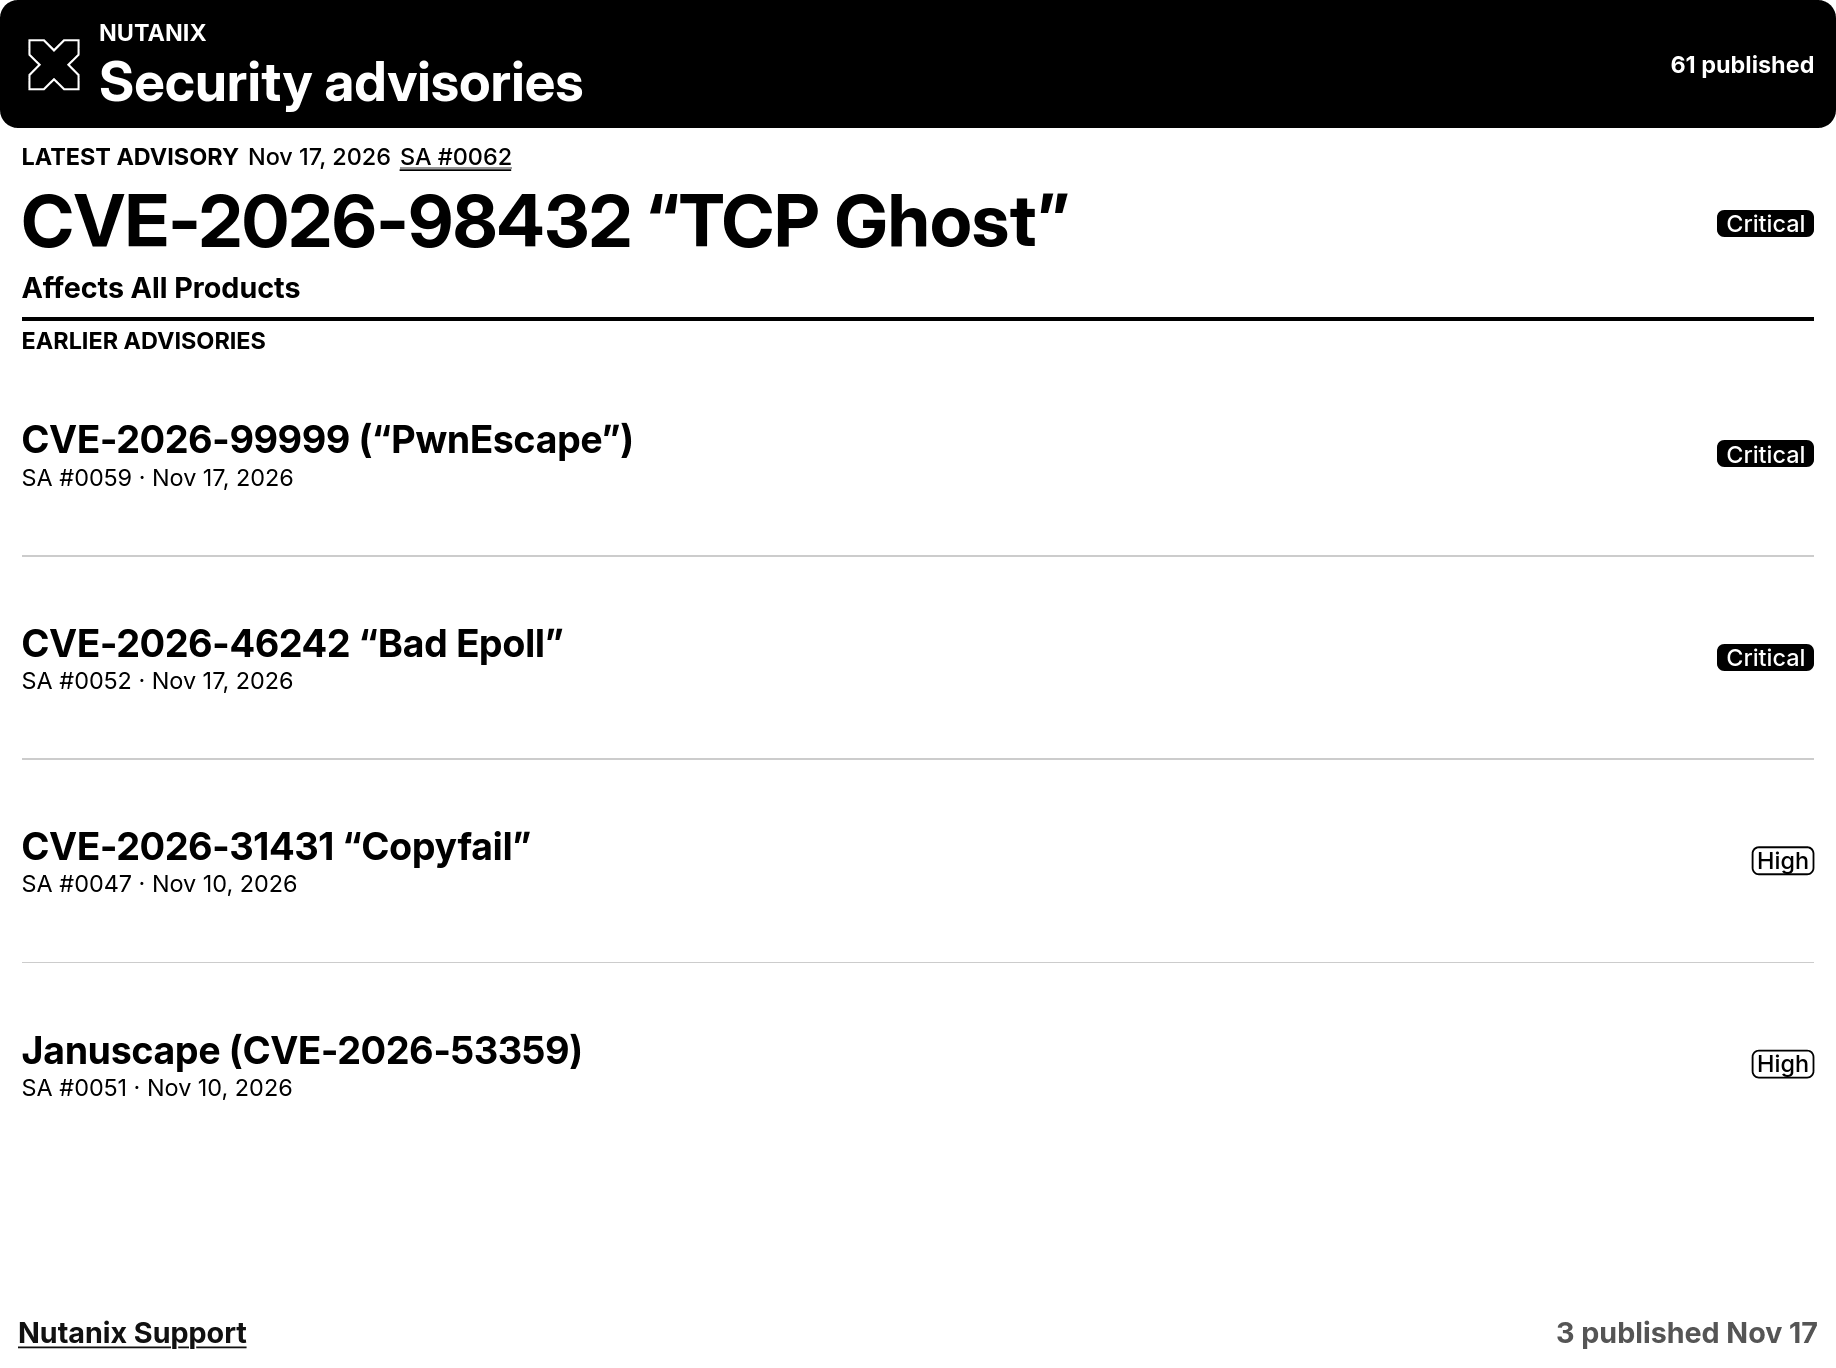 NUTANIX
Security advisories
61 published
LATEST ADVISORY Nov 17, 2026 SA #0062
CVE-2026-98432 “TCP Ghost”
Critical
Affects All Products
EARLIER ADVISORIES
CVE-2026-99999 (“PwnEscape”)
SA #0059 · Nov 17, 2026
Critical
CVE-2026-46242 “Bad Epoll”
SA #0052 · Nov 17, 2026
Critical
CVE-2026-31431 “Copyfail”
SA #0047 · Nov 10, 2026
High
Januscape (CVE-2026-53359)
SA #0051 · Nov 10, 2026
High
Nutanix Support
3 published Nov 17